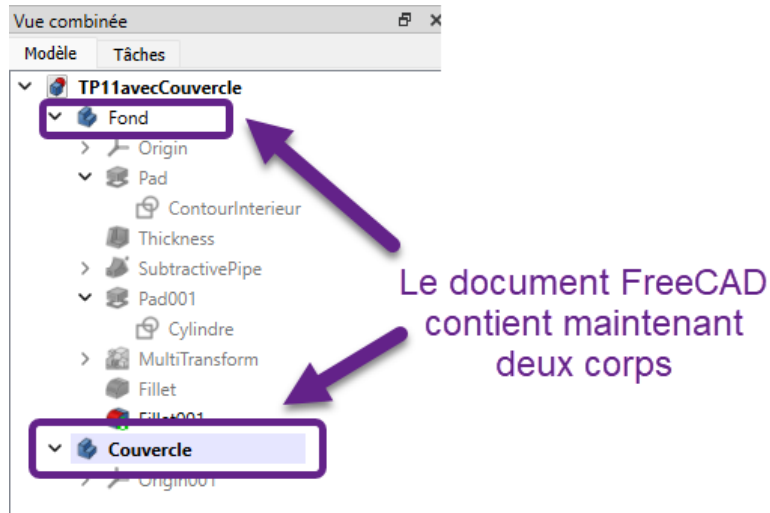 Vue combinée
Modèle Tâches
TP11avecCouvercle
Fond
Origin
Pad
ContourInterieur
Thickness
SubtractivePipe
Pad001
Cylindre
MultiTransform
Fillet
Fillet001
Couvercle
Origin001
Le document FreeCAD
contient maintenant
deux corps